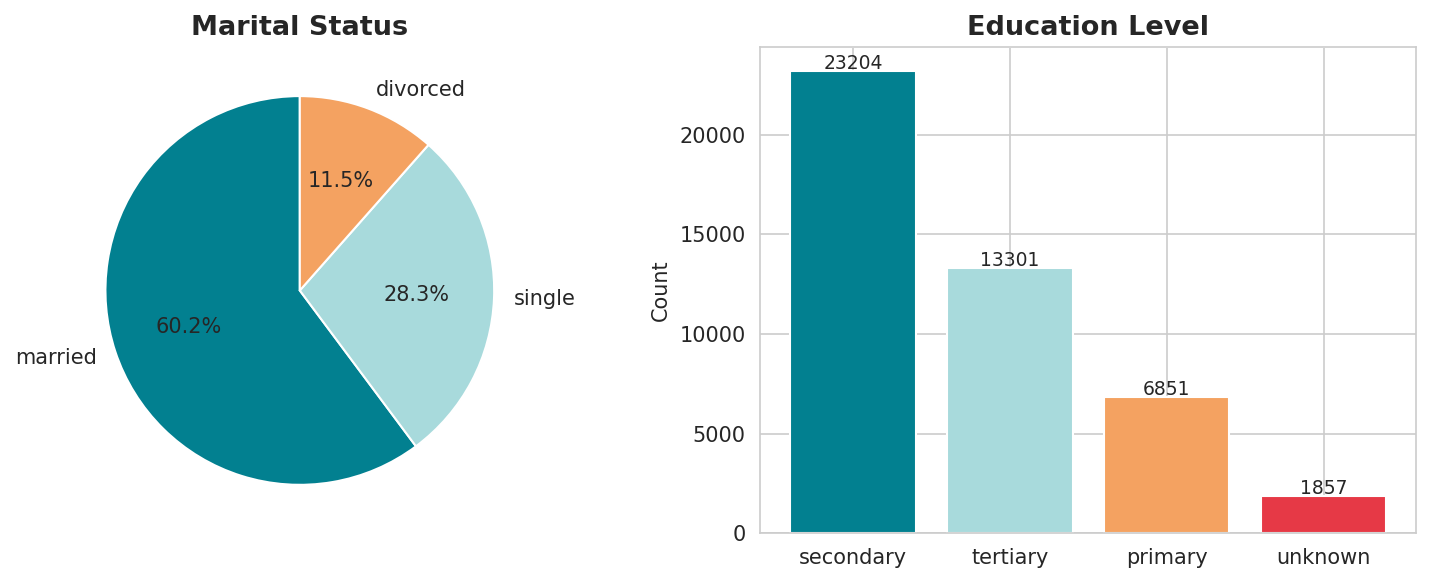 Marital Status
divorced
11.5%
28.3%
single
60.2%
married
Education Level
Count
20000
15000
10000
5000
0
23204
13301
6851
1857
secondary
tertiary
primary
unknown